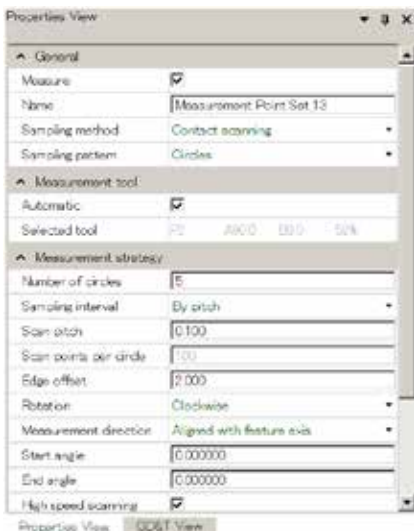 Properties View
General
Measure
Name Measurement Point Set 13
Sampling method Contact scanning
Sampling pattern Circles
Measurement tool
Automatic
Selected tool P2 50%
Measurement strategy
Number of circles 5
Sampling interval By pitch
Scan pitch 0.100
Scan points per circle 100
Edge offset 2.000
Rotation Clockwise
Measurement direction Aligned with feature axis
Start angle 0.000000
End angle 0.000000
High speed scanning
Properties View GD&T View